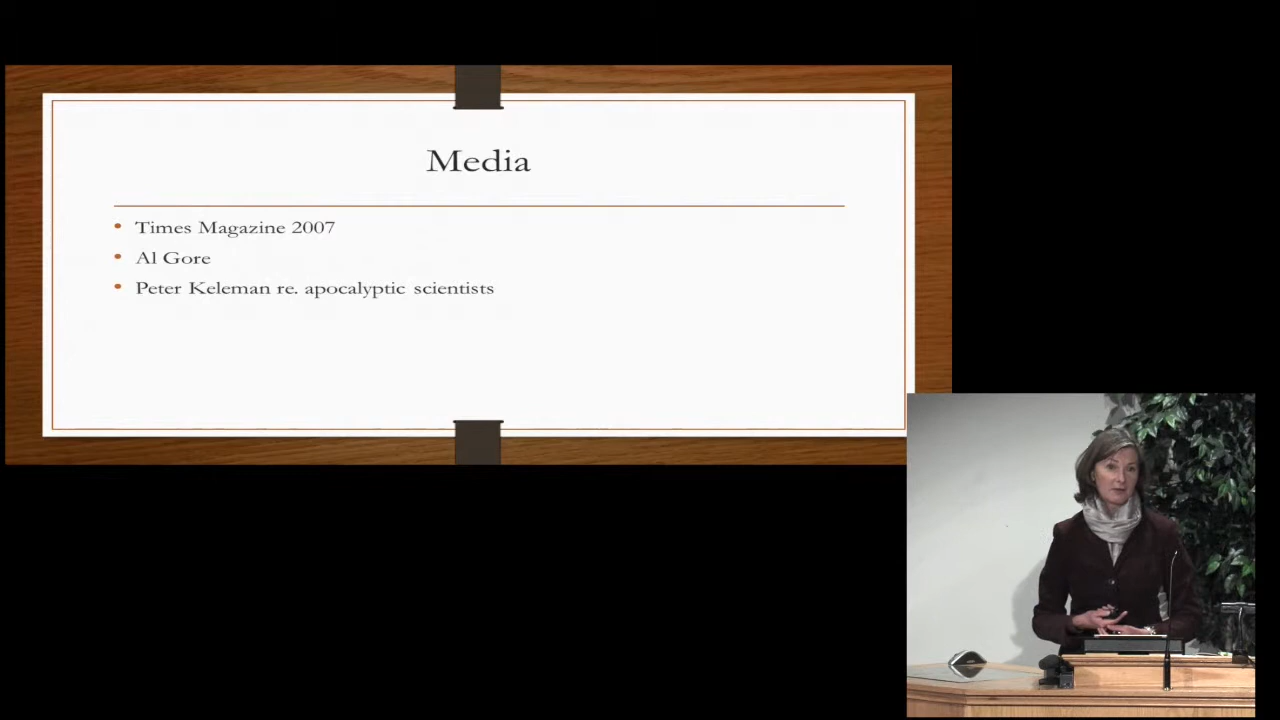 Media
• Times Magazine 2007
• Al Gore
• Peter Keleman re. apocalyptic scientists